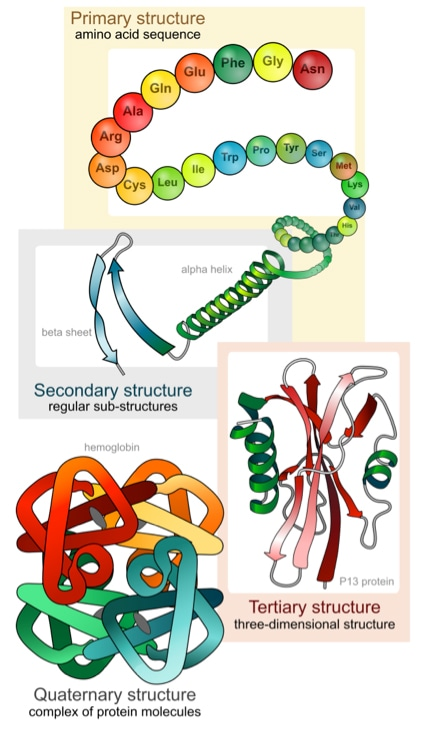 Primary structure
amino acid sequence
Asn
Gly
Phe
Glu
Gln
Ala
Arg
Asp
Cys
Leu
Ile
Trp
Pro
Tyr
Ser
Met
Lys
Val
His
alpha helix
beta sheet
Secondary structure
regular sub-structures
P13 protein
Tertiary structure
three-dimensional structure
hemoglobin
Quaternary structure
complex of protein molecules